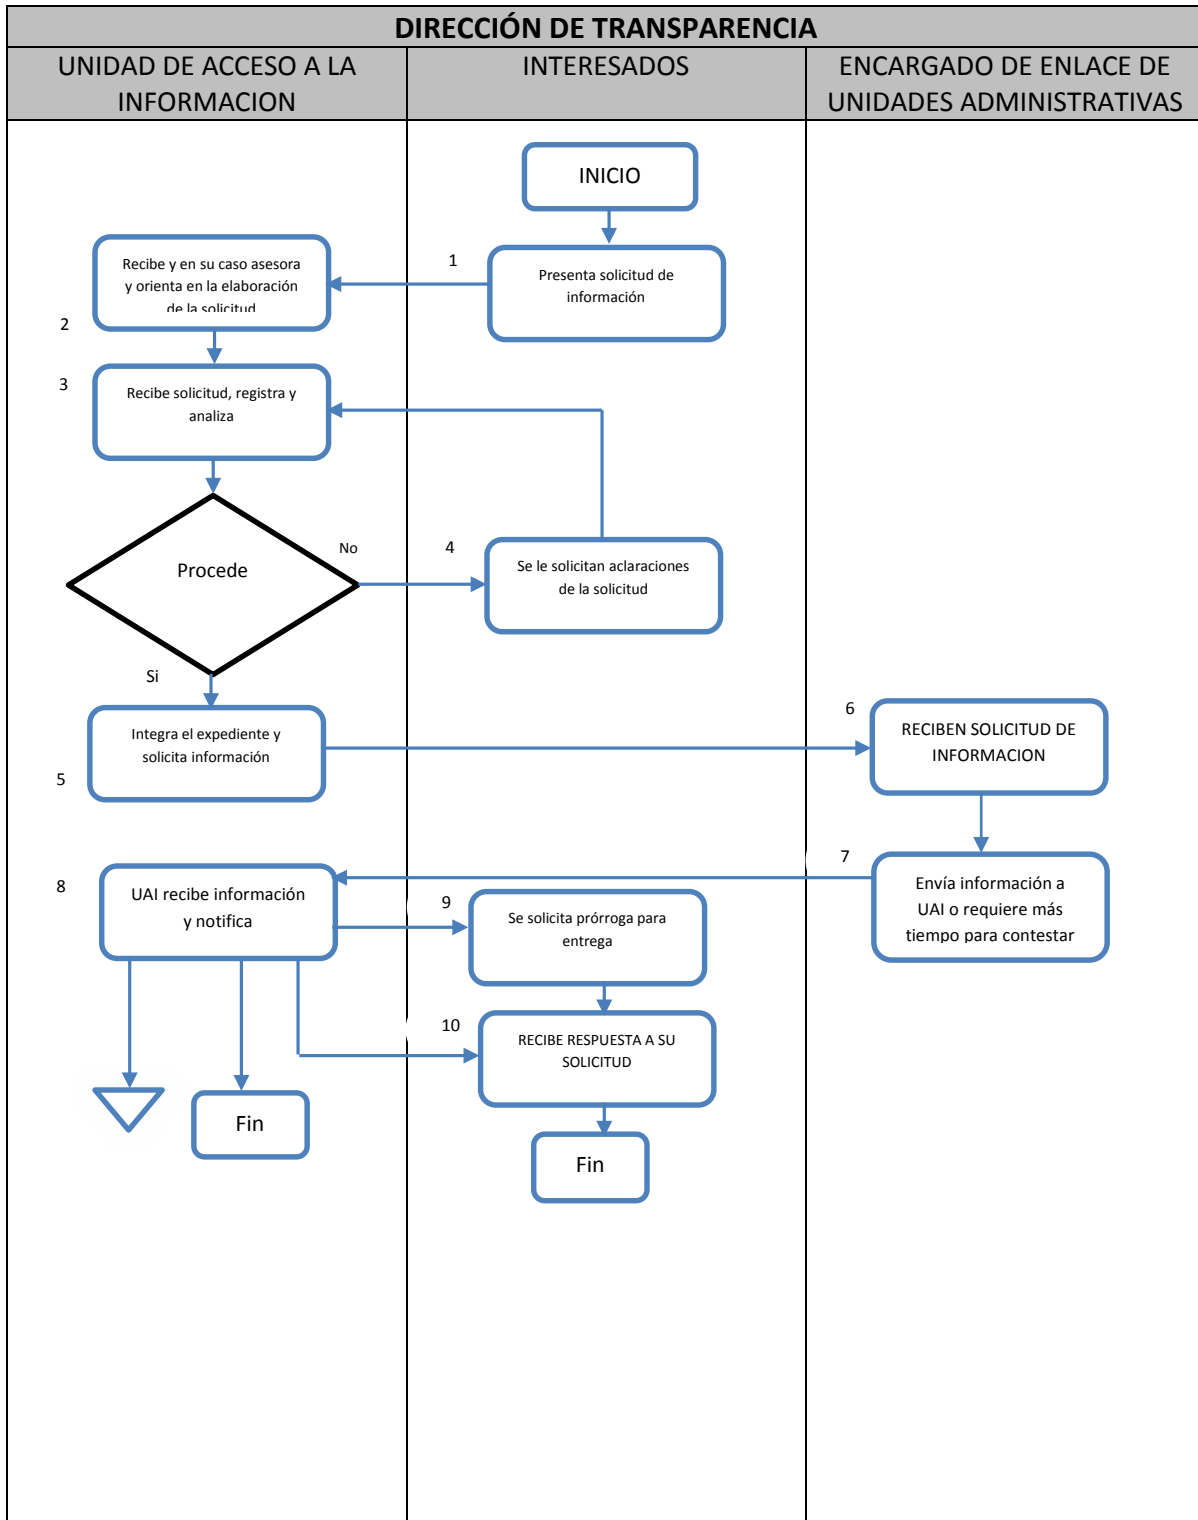 DIRECCIÓN DE TRANSPARENCIA
UNIDAD DE ACCESO A LA
INFORMACION
INTERESADOS
ENCARGADO DE ENLACE DE
UNIDADES ADMINISTRATIVAS
INICIO
1
Presenta solicitud de
información
Recibe y en su caso asesora
y orienta en la elaboración
de la solicitud
2
3
Recibe solicitud, registra y
analiza
Procede
No
4
Se le solicitan aclaraciones
de la solicitud
Si
Integra el expediente y
solicita información
5
6
RECIBEN SOLICITUD DE
INFORMACION
7
Envía información a
UAI o requiere más
tiempo para contestar
8
UAI recibe información
y notifica
9
Se solicita prórroga para
entrega
10
RECIBE RESPUESTA A SU
SOLICITUD
Fin
Fin